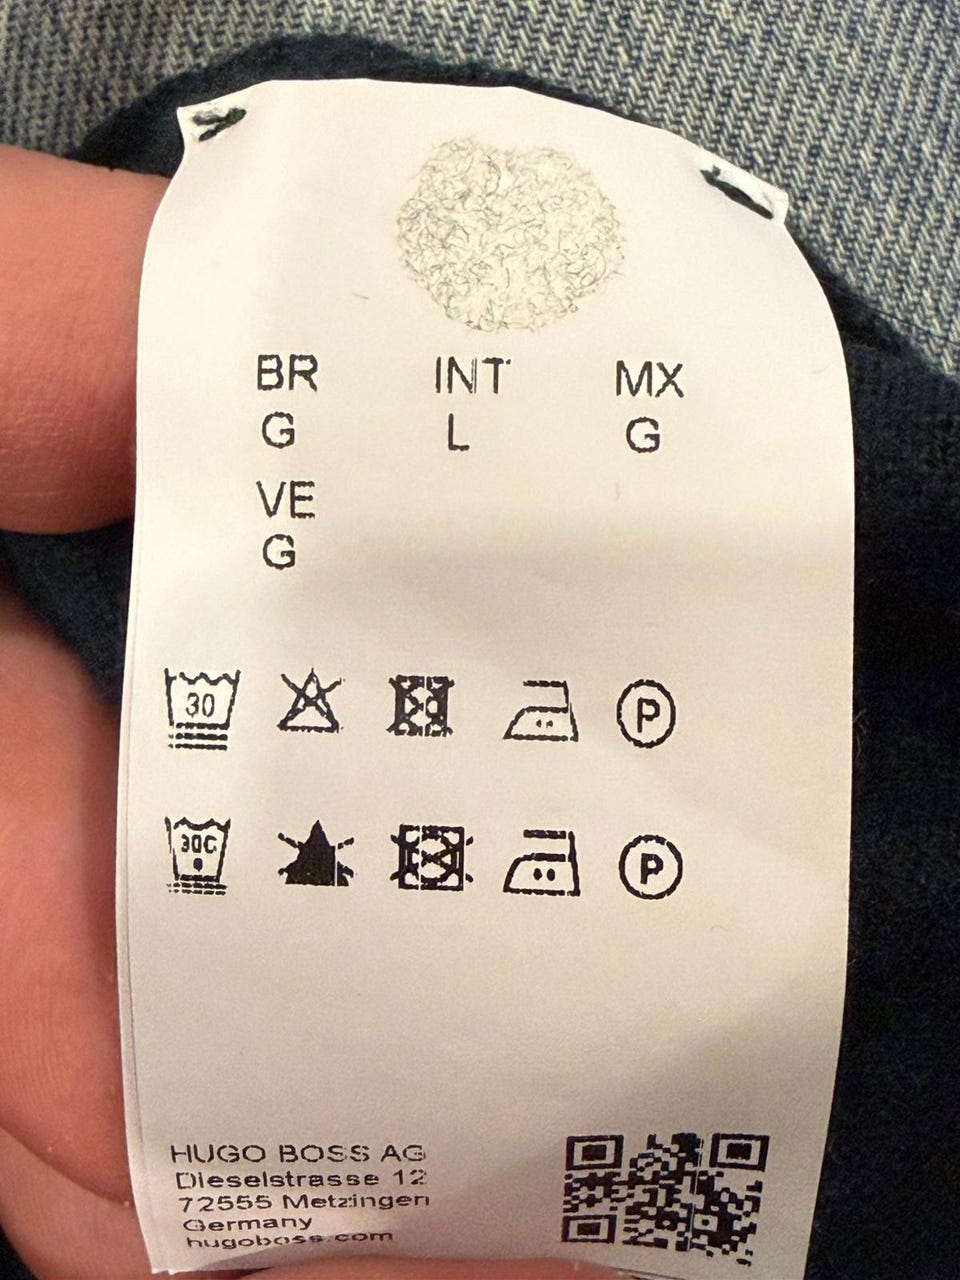 BR INT MX
G L G
VE
G
30 P
30C P
HUGO BOSS AG
Dieselstrasse 12
72555 Metzingen
Germany
hugoboss.com